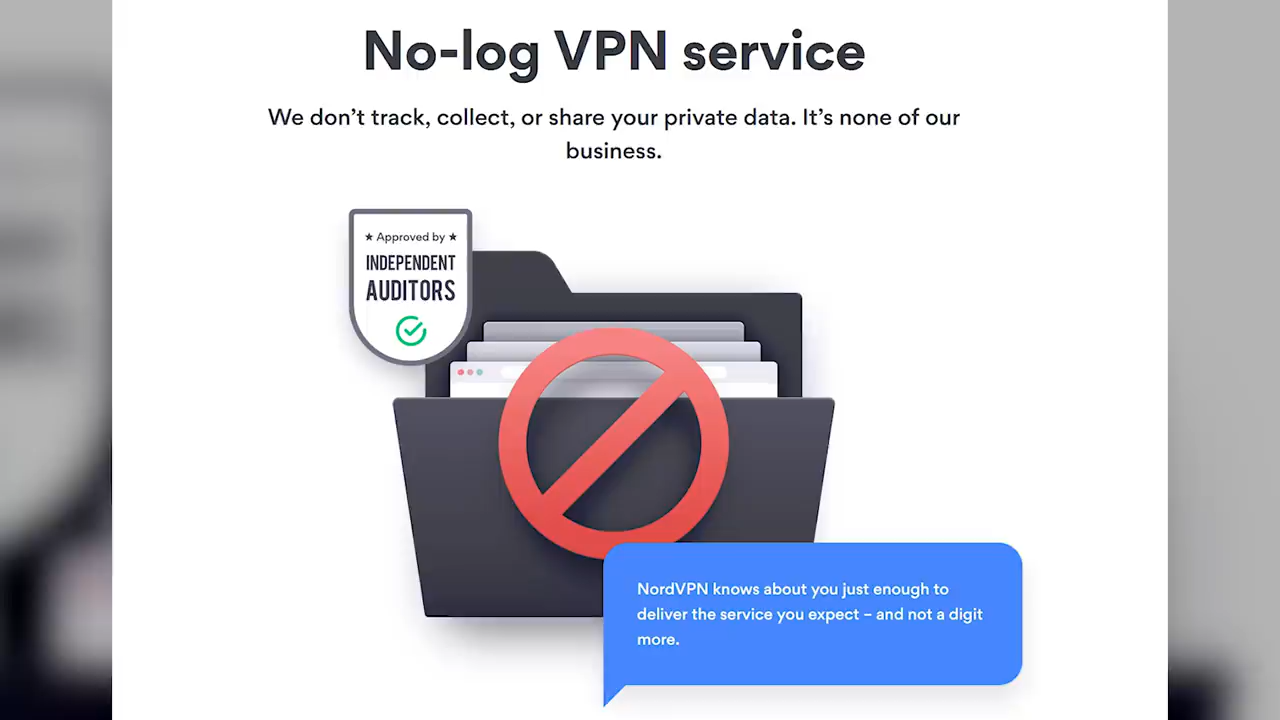 No-log VPN service
We don’t track, collect, or share your private data. It’s none of our
business.
★ Approved by ★
INDEPENDENT
AUDITORS
NordVPN knows about you just enough to
deliver the service you expect – and not a digit
more.